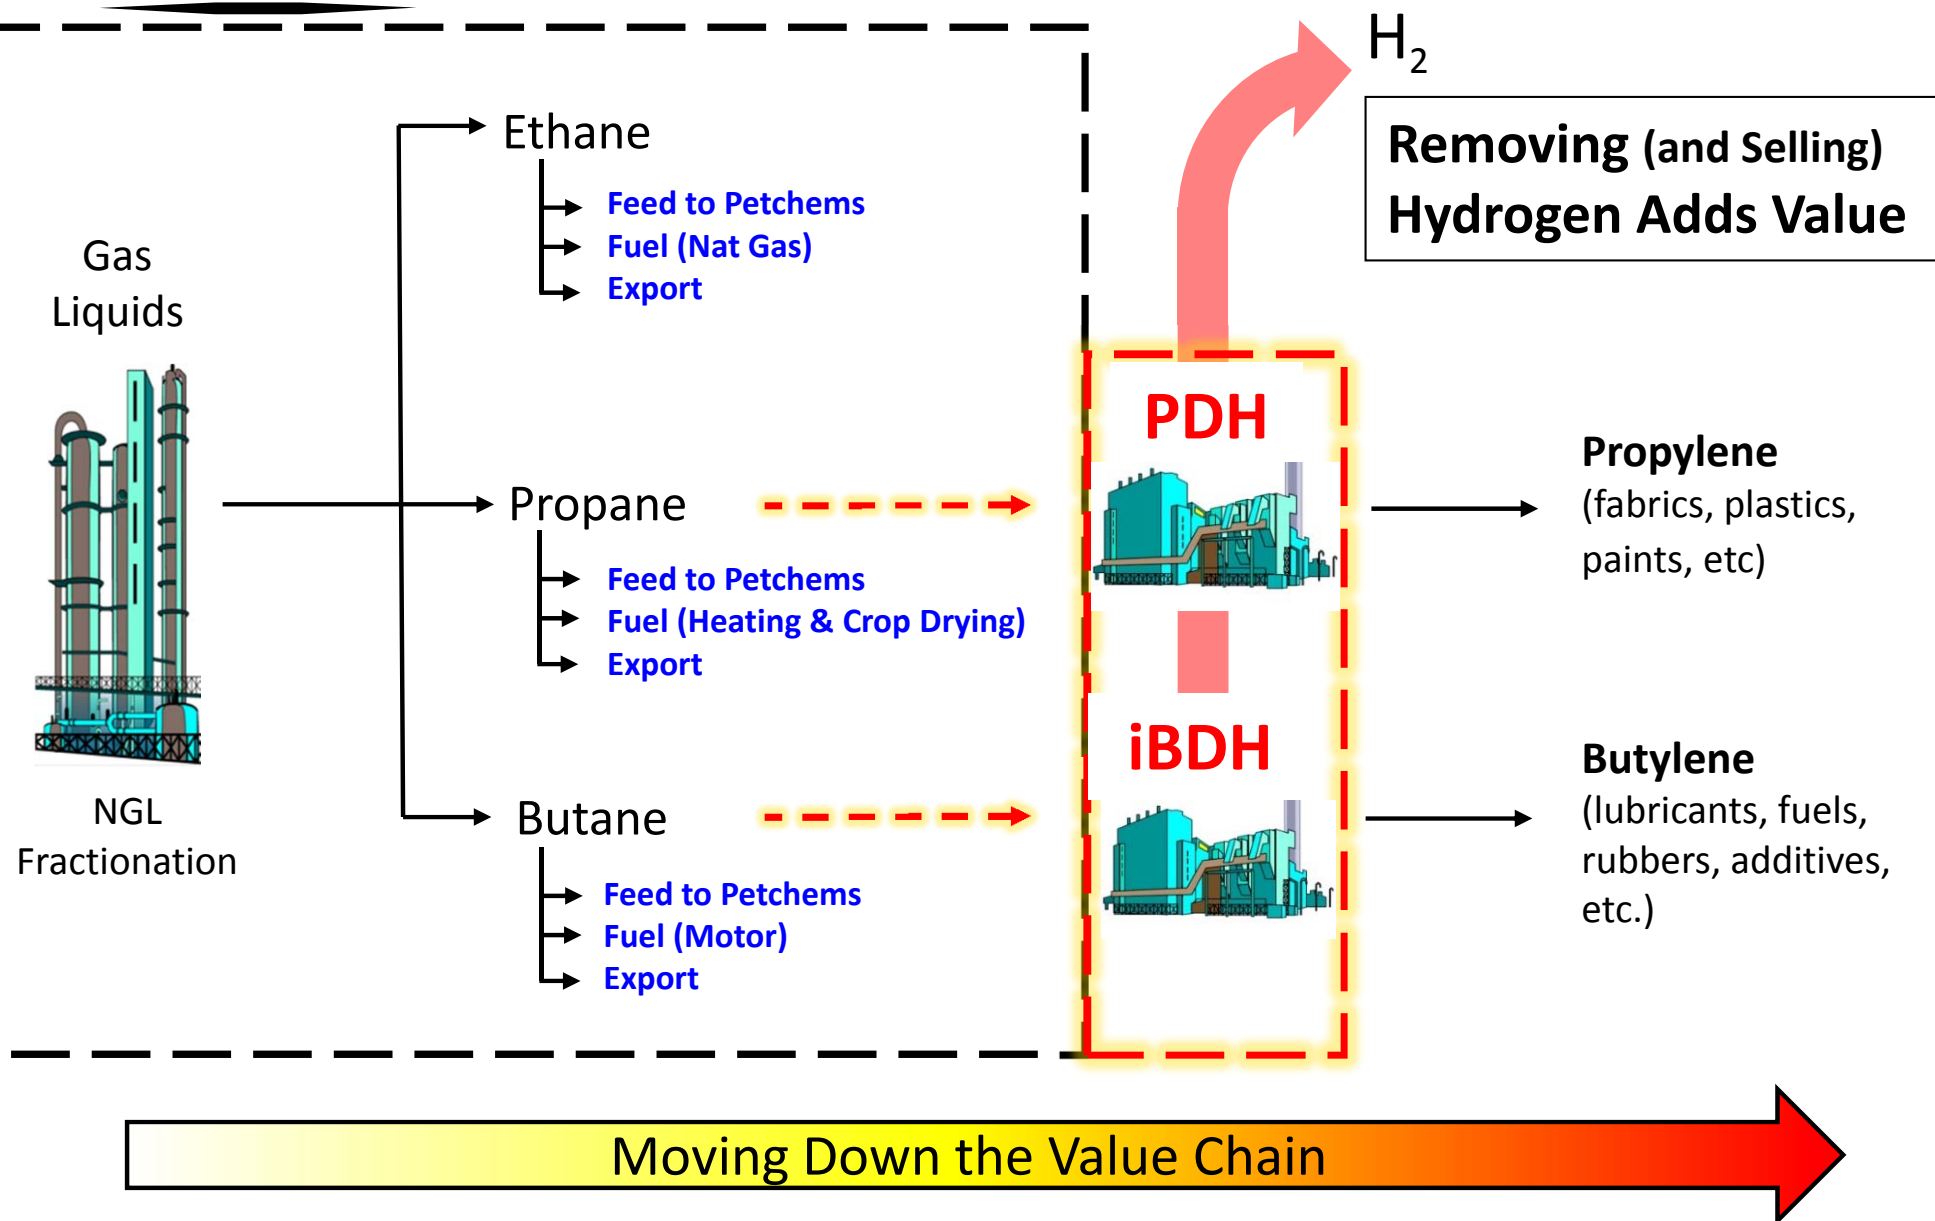 H2
Removing (and Selling)
Hydrogen Adds Value
Gas
Liquids
NGL
Fractionation
Ethane
Feed to Petchems
Fuel (Nat Gas)
Export
Propane
Feed to Petchems
Fuel (Heating & Crop Drying)
Export
Butane
Feed to Petchems
Fuel (Motor)
Export
PDH
iBDH
Propylene
(fabrics, plastics,
paints, etc)
Butylene
(lubricants, fuels,
rubbers, additives,
etc.)
Moving Down the Value Chain